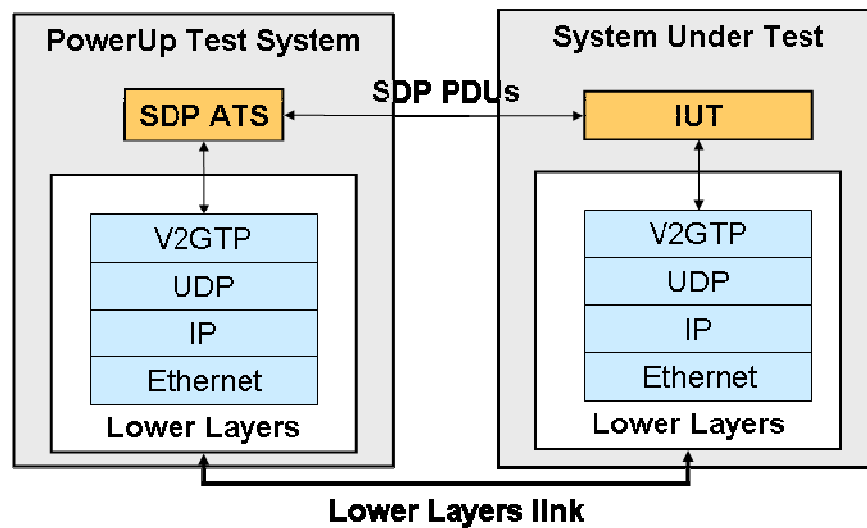 PowerUp Test System
System Under Test
SDP PDUs
SDP ATS
IUT
V2GTP
UDP
IP
Ethernet
Lower Layers
V2GTP
UDP
IP
Ethernet
Lower Layers
Lower Layers link